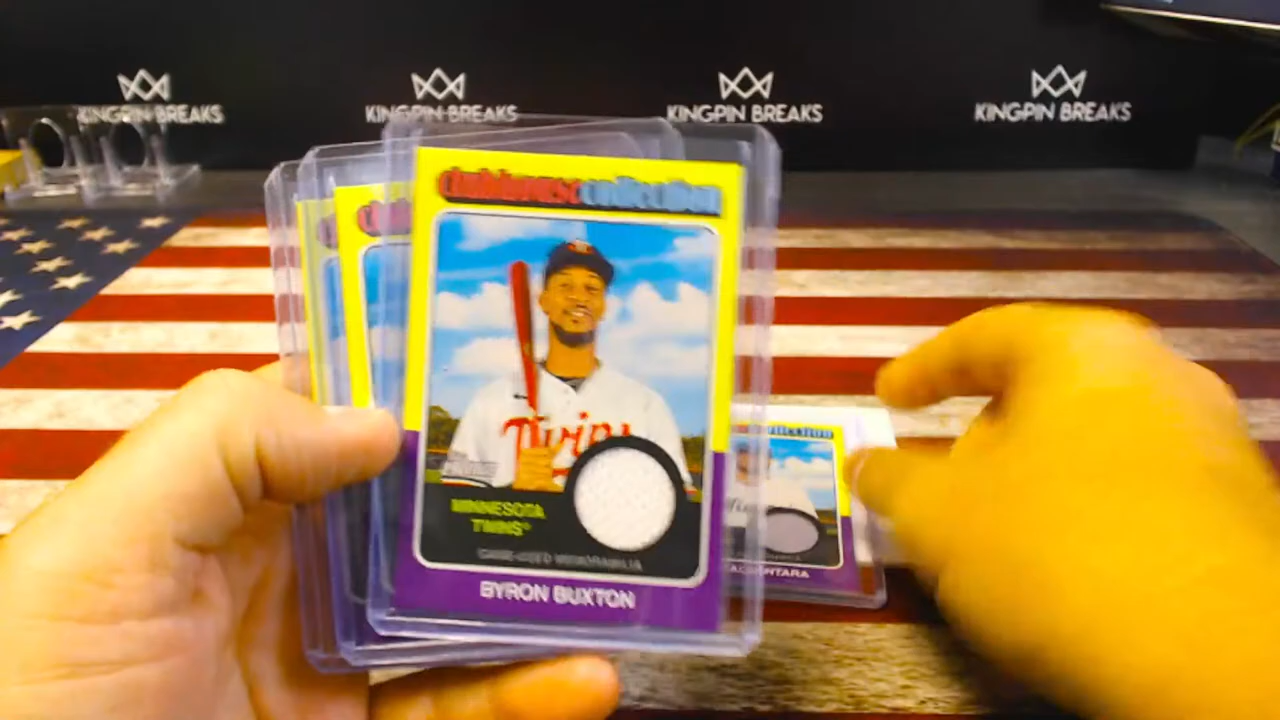 KINGPIN BREAKS
KINGPIN BREAKS
KINGPIN BREAKS
KINGPIN BREAKS
clubhouse collection
Twins
MINNESOTA
TWINS
GAME-USED MEMORABILIA
BYRON BUXTON